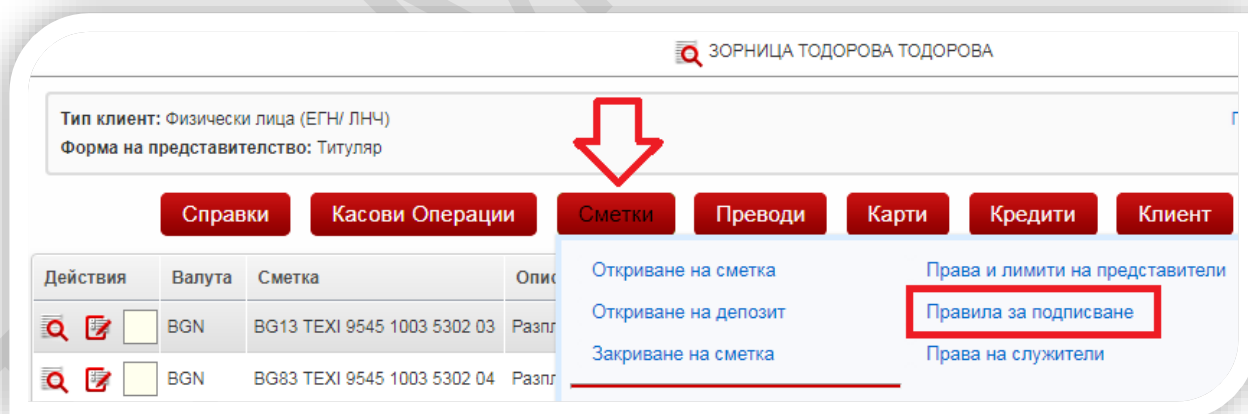 ЗОРНИЦА ТОДОРОВА ТОДОРОВА
Тип клиент: Физически лица (ЕГН/ ЛНЧ)
Форма на представителство: Титуляр
Справки Касови Операции Сметки Преводи Карти Кредити Клиент
Действия Валута Сметка
Откриване на сметка Права и лимити на представители
Откриване на депозит Правила за подписване
Закриване на сметка Права на служители
BGN BG13 TEXI 9545 1003 5302 03
BGN BG83 TEXI 9545 1003 5302 04